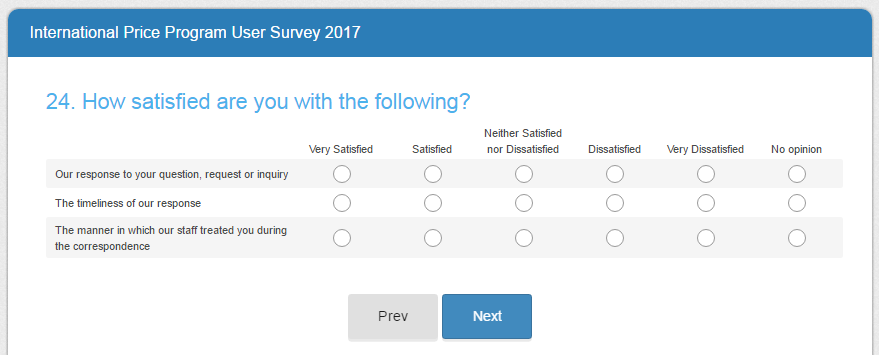 International Price Program User Survey 2017
24. How satisfied are you with the following?
Neither Satisfied
Very Satisfied Satisfied nor Dissatisfied Dissatisfied Very Dissatisfied No opinion
Our response to your question, request or inquiry
The timeliness of our response
The manner in which our staff treated you during
the correspondence
Prev Next